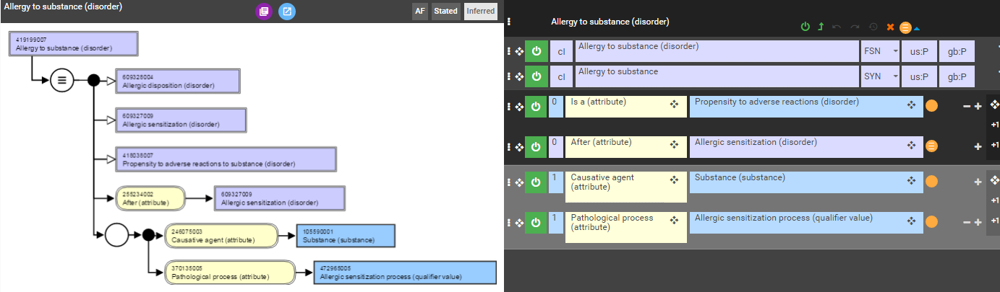 Allergy to substance (disorder)
AF
Stated
Inferred
419199007
Allergy to substance (disorder)
609328004
Allergic disposition (disorder)
609327009
Allergic sensitization (disorder)
418038007
Propensity to adverse reactions to substance (disorder)
255234002
After (attribute)
609327009
Allergic sensitization (disorder)
246075003
Causative agent (attribute)
105590001
Substance (substance)
370135005
Pathological process (attribute)
472965005
Allergic sensitization process (qualifier value)
Allergy to substance (disorder)
cI
Allergy to substance (disorder)
FSN
us:P
gb:P
cI
Allergy to substance
SYN
us:P
gb:P
0
Is a (attribute)
Propensity to adverse reactions (disorder)
+1
0
After (attribute)
Allergic sensitization (disorder)
+1
1
Causative agent
(attribute)
Substance (substance)
+1
1
Pathological process
(attribute)
Allergic sensitization process (qualifier value)
+1